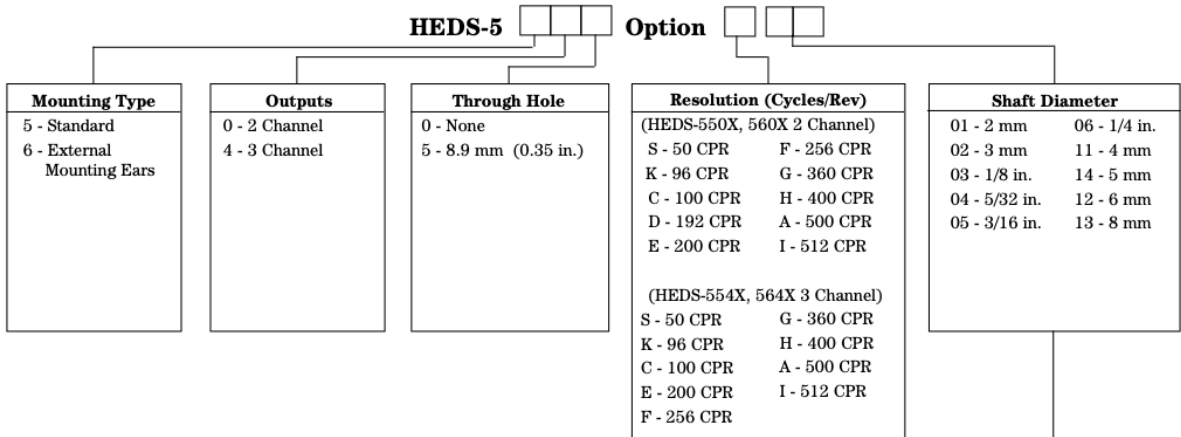 HEDS-5 Option
Mounting Type
5 - Standard
6 - External
Mounting Ears
Outputs
0 - 2 Channel
4 - 3 Channel
Through Hole
0 - None
5 - 8.9 mm (0.35 in.)
Resolution (Cycles/Rev)
(HEDS-550X, 560X 2 Channel)
S - 50 CPR F - 256 CPR
K - 96 CPR G - 360 CPR
C - 100 CPR H - 400 CPR
D - 192 CPR A - 500 CPR
E - 200 CPR I - 512 CPR
(HEDS-554X, 564X 3 Channel)
S - 50 CPR G - 360 CPR
K - 96 CPR H - 400 CPR
C - 100 CPR A - 500 CPR
E - 200 CPR I - 512 CPR
F - 256 CPR
Shaft Diameter
01 - 2 mm 06 - 1/4 in.
02 - 3 mm 11 - 4 mm
03 - 1/8 in. 14 - 5 mm
04 - 5/32 in. 12 - 6 mm
05 - 3/16 in. 13 - 8 mm